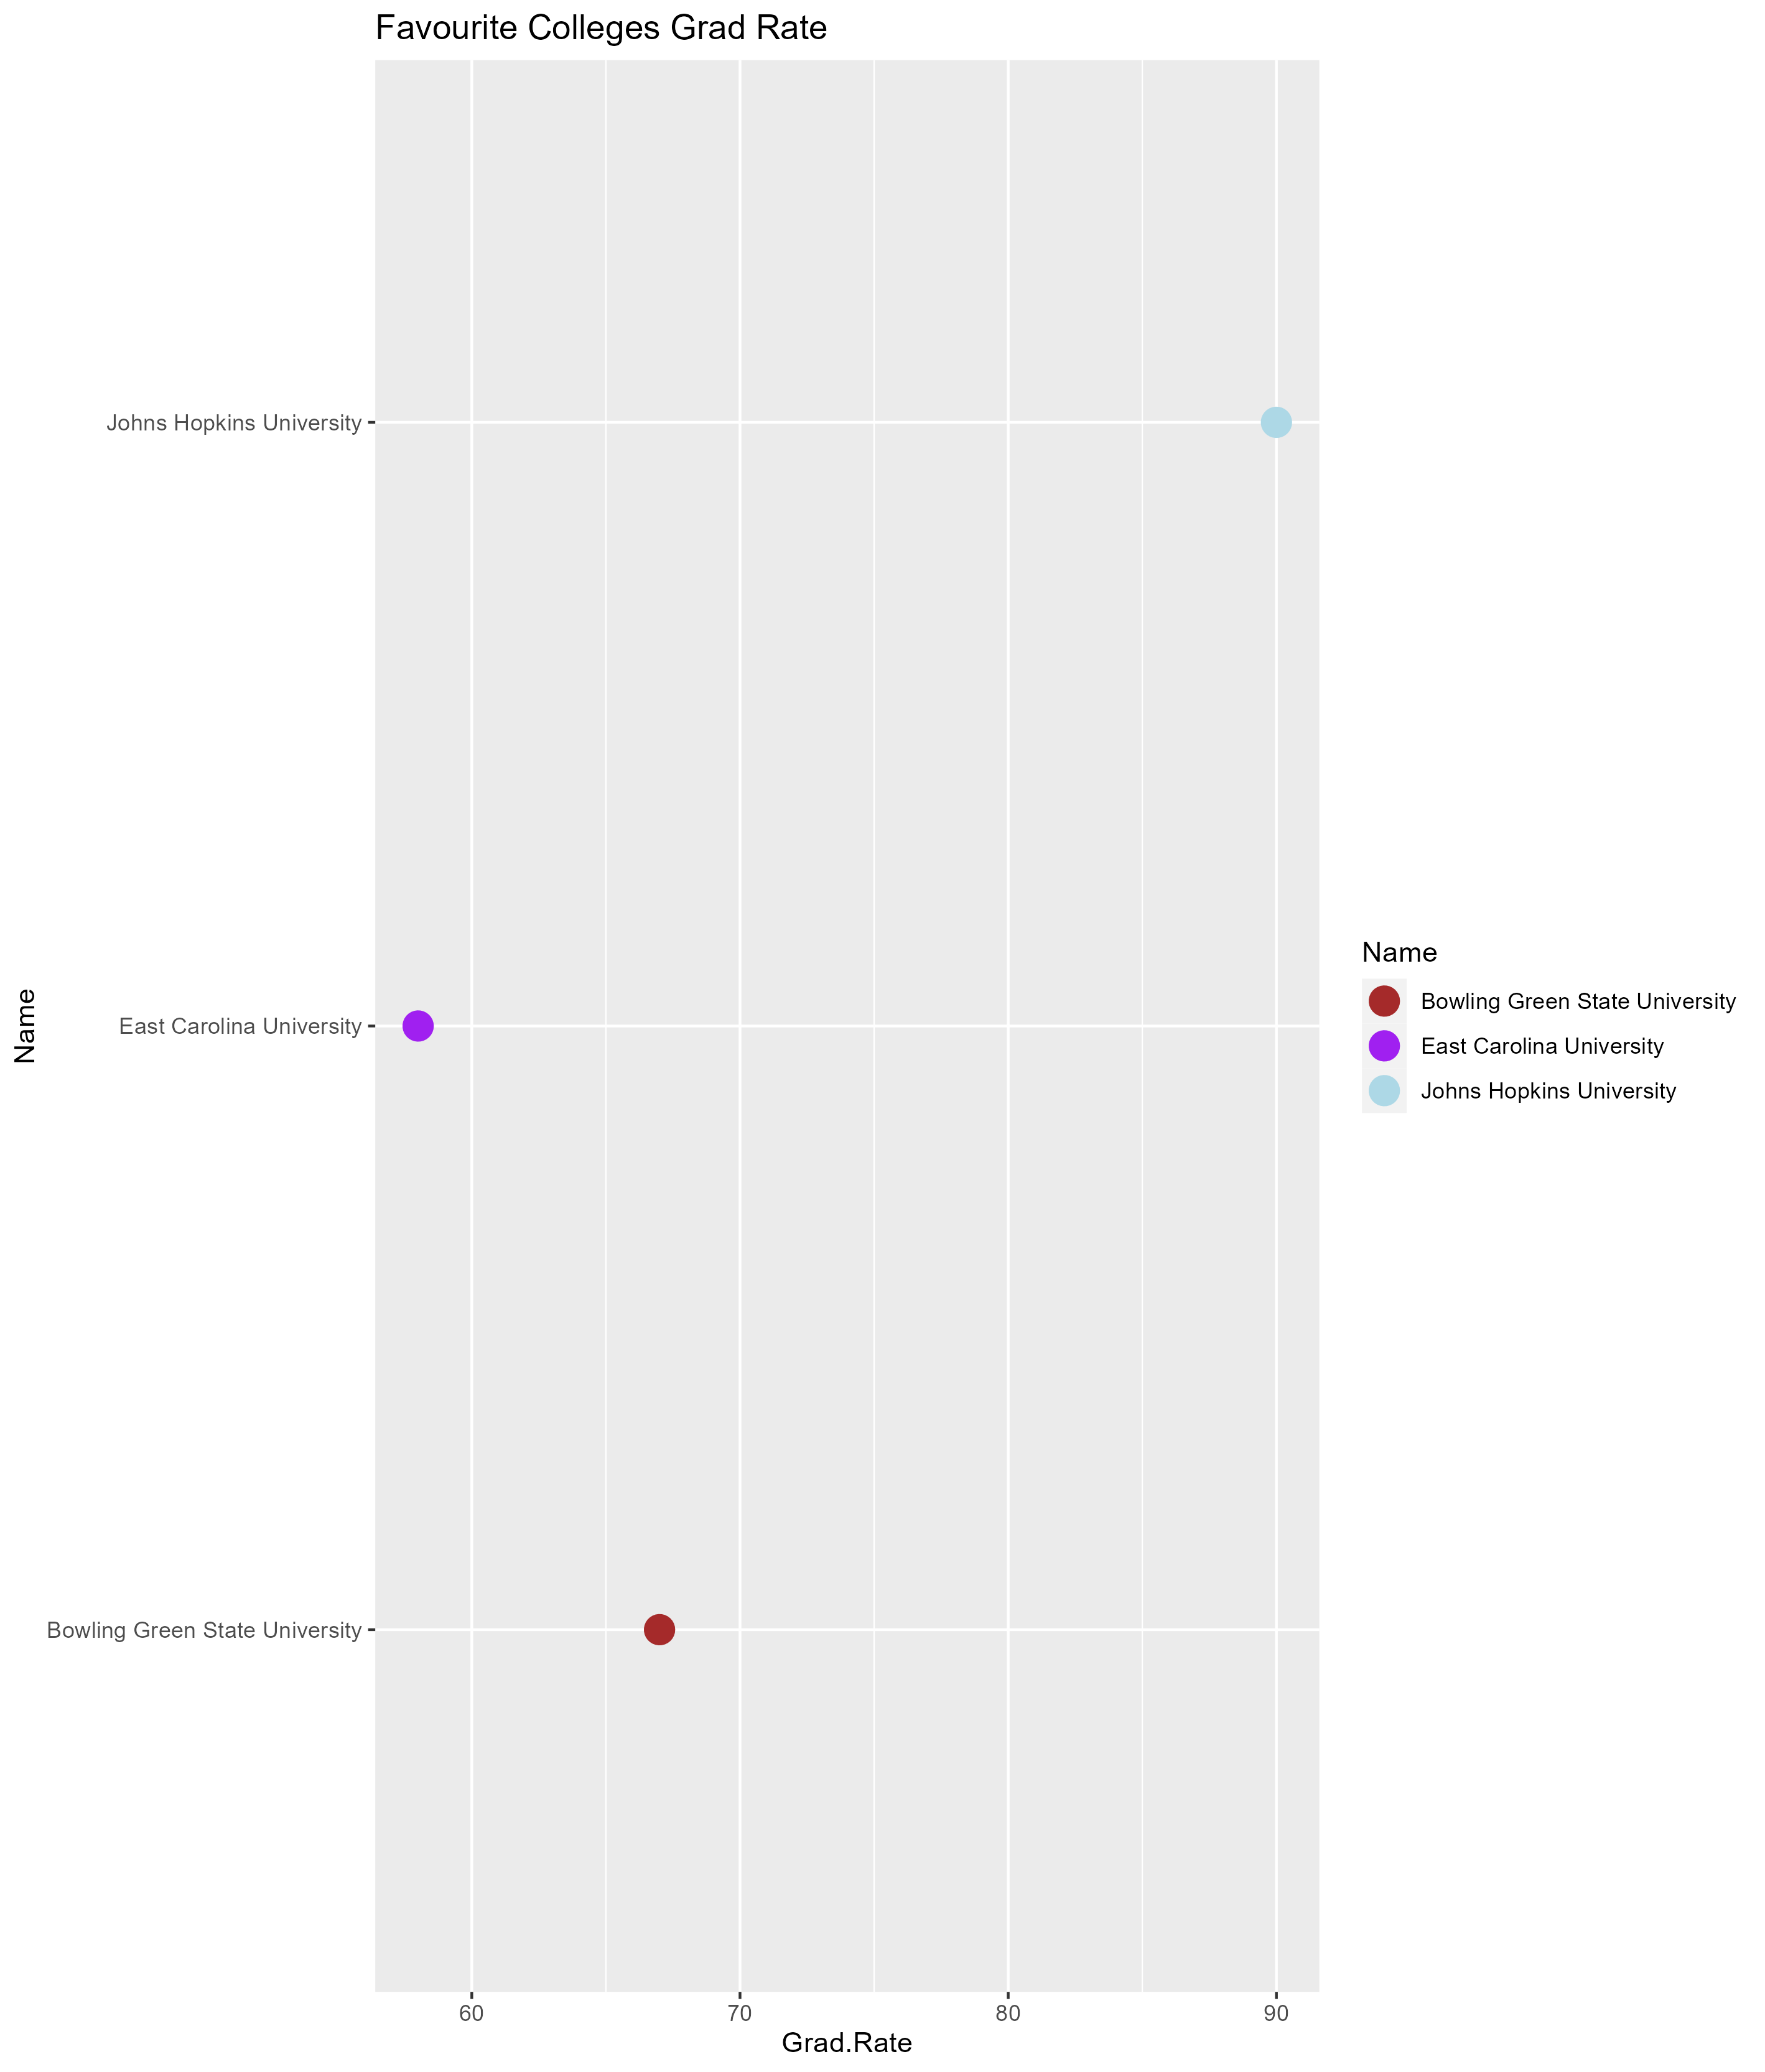 Favourite Colleges Grad Rate
Name
Johns Hopkins University
East Carolina University
Bowling Green State University
60 70 80 90
Grad.Rate
Name
Bowling Green State University
East Carolina University
Johns Hopkins University